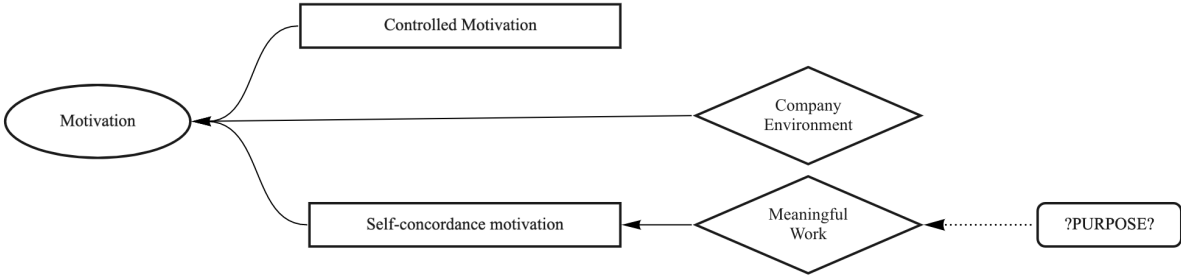 Controlled Motivation
Motivation
Company
Environment
Self-concordance motivation
Meaningful
Work
?PURPOSE?